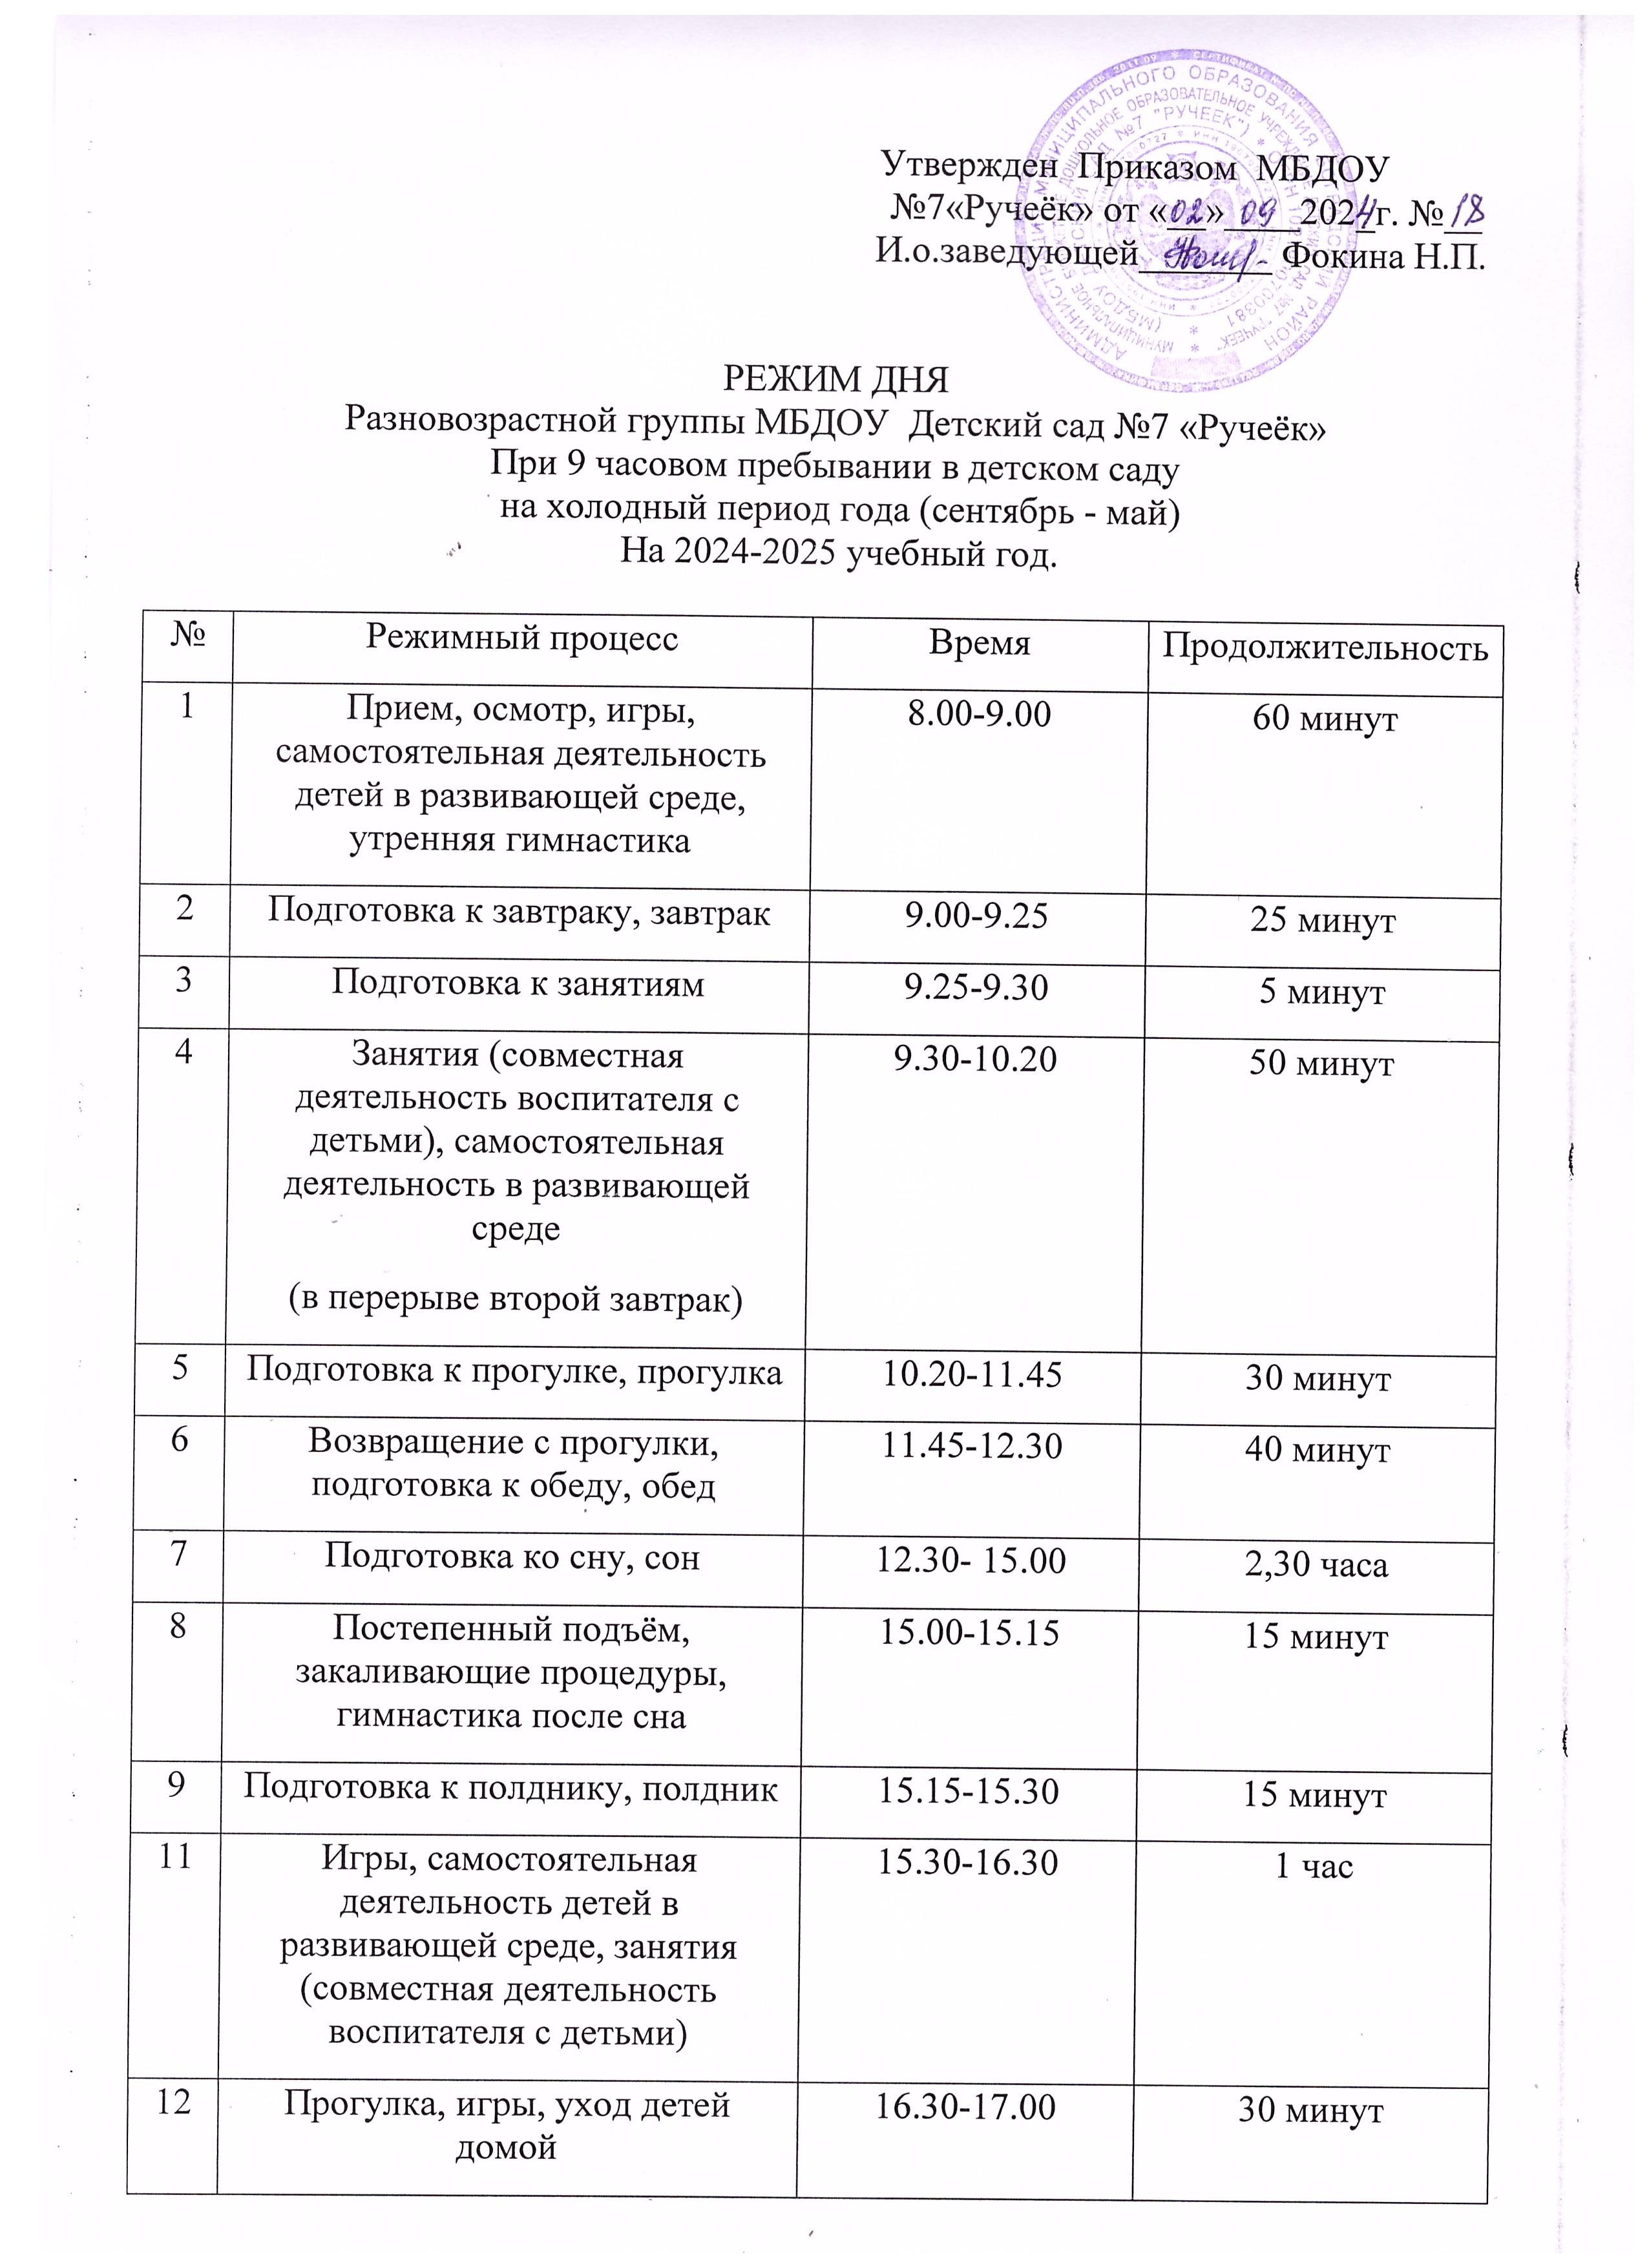 Утвержден Приказом МБДОУ
№7«Ручеёк» от «02» 09 2024г. №18
И.о.заведующей Фокина Н.П.
РЕЖИМ ДНЯ
Разновозрастной группы МБДОУ Детский сад №7 «Ручеёк»
При 9 часовом пребывании в детском саду
на холодный период года (сентябрь - май)
На 2024-2025 учебный год.
№ Режимный процесс Время Продолжительность
1 Прием, осмотр, игры, 8.00-9.00 60 минут
самостоятельная деятельность
детей в развивающей среде,
утренняя гимнастика
2 Подготовка к завтраку, завтрак 9.00-9.25 25 минут
3 Подготовка к занятиям 9.25-9.30 5 минут
4 Занятия (совместная 9.30-10.20 50 минут
деятельность воспитателя с
детьми), самостоятельная
деятельность в развивающей
среде
(в перерыве второй завтрак)
5 Подготовка к прогулке, прогулка 10.20-11.45 30 минут
6 Возвращение с прогулки, 11.45-12.30 40 минут
подготовка к обеду, обед
7 Подготовка ко сну, сон 12.30- 15.00 2,30 часа
8 Постепенный подъём, 15.00-15.15 15 минут
закаливающие процедуры,
гимнастика после сна
9 Подготовка к полднику, полдник 15.15-15.30 15 минут
11 Игры, самостоятельная 15.30-16.30 1 час
деятельность детей в
развивающей среде, занятия
(совместная деятельность
воспитателя с детьми)
12 Прогулка, игры, уход детей 16.30-17.00 30 минут
домой